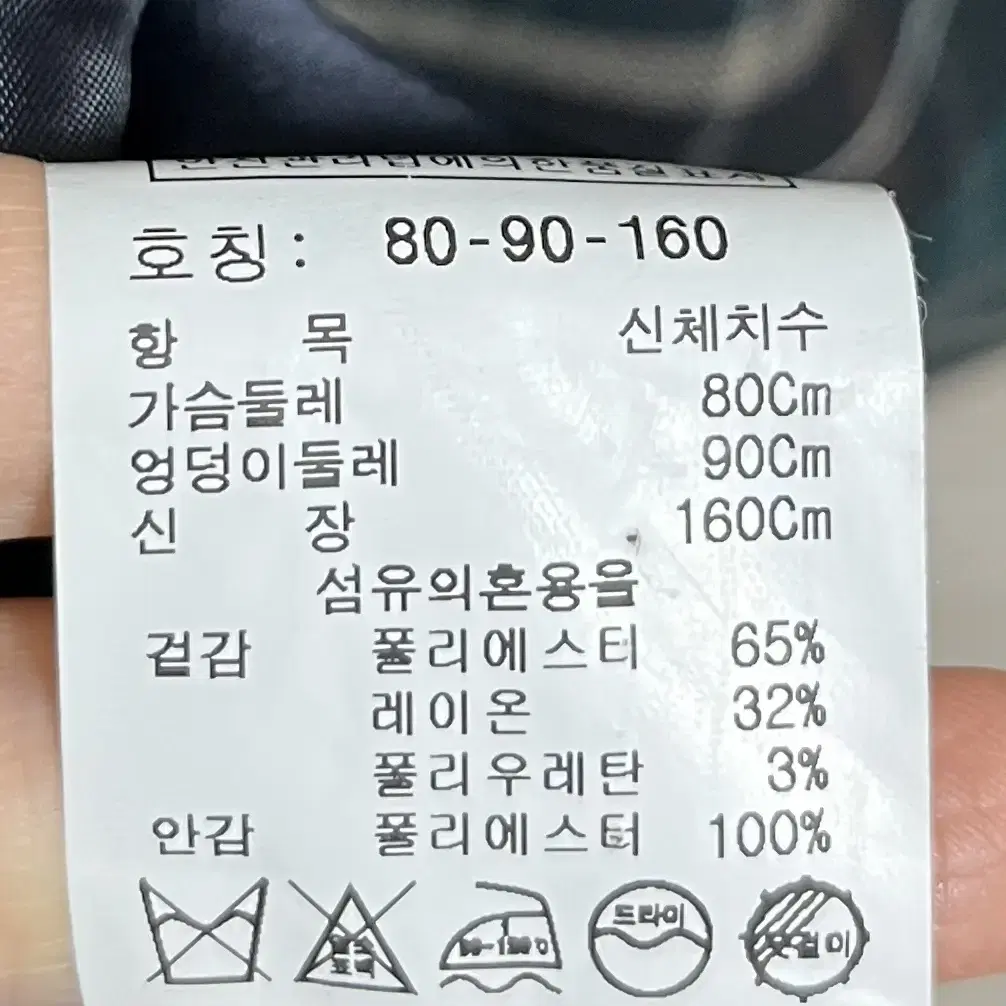 호칭: 80-90-160
항 목 신체치수
가슴둘레 80Cm
엉덩이둘레 90Cm
신 장 160Cm
섬유의혼용율
겉감 폴리에스터 65%
레이온 32%
폴리우레탄 3%
안감 폴리에스터 100%
드라이
옷걸이